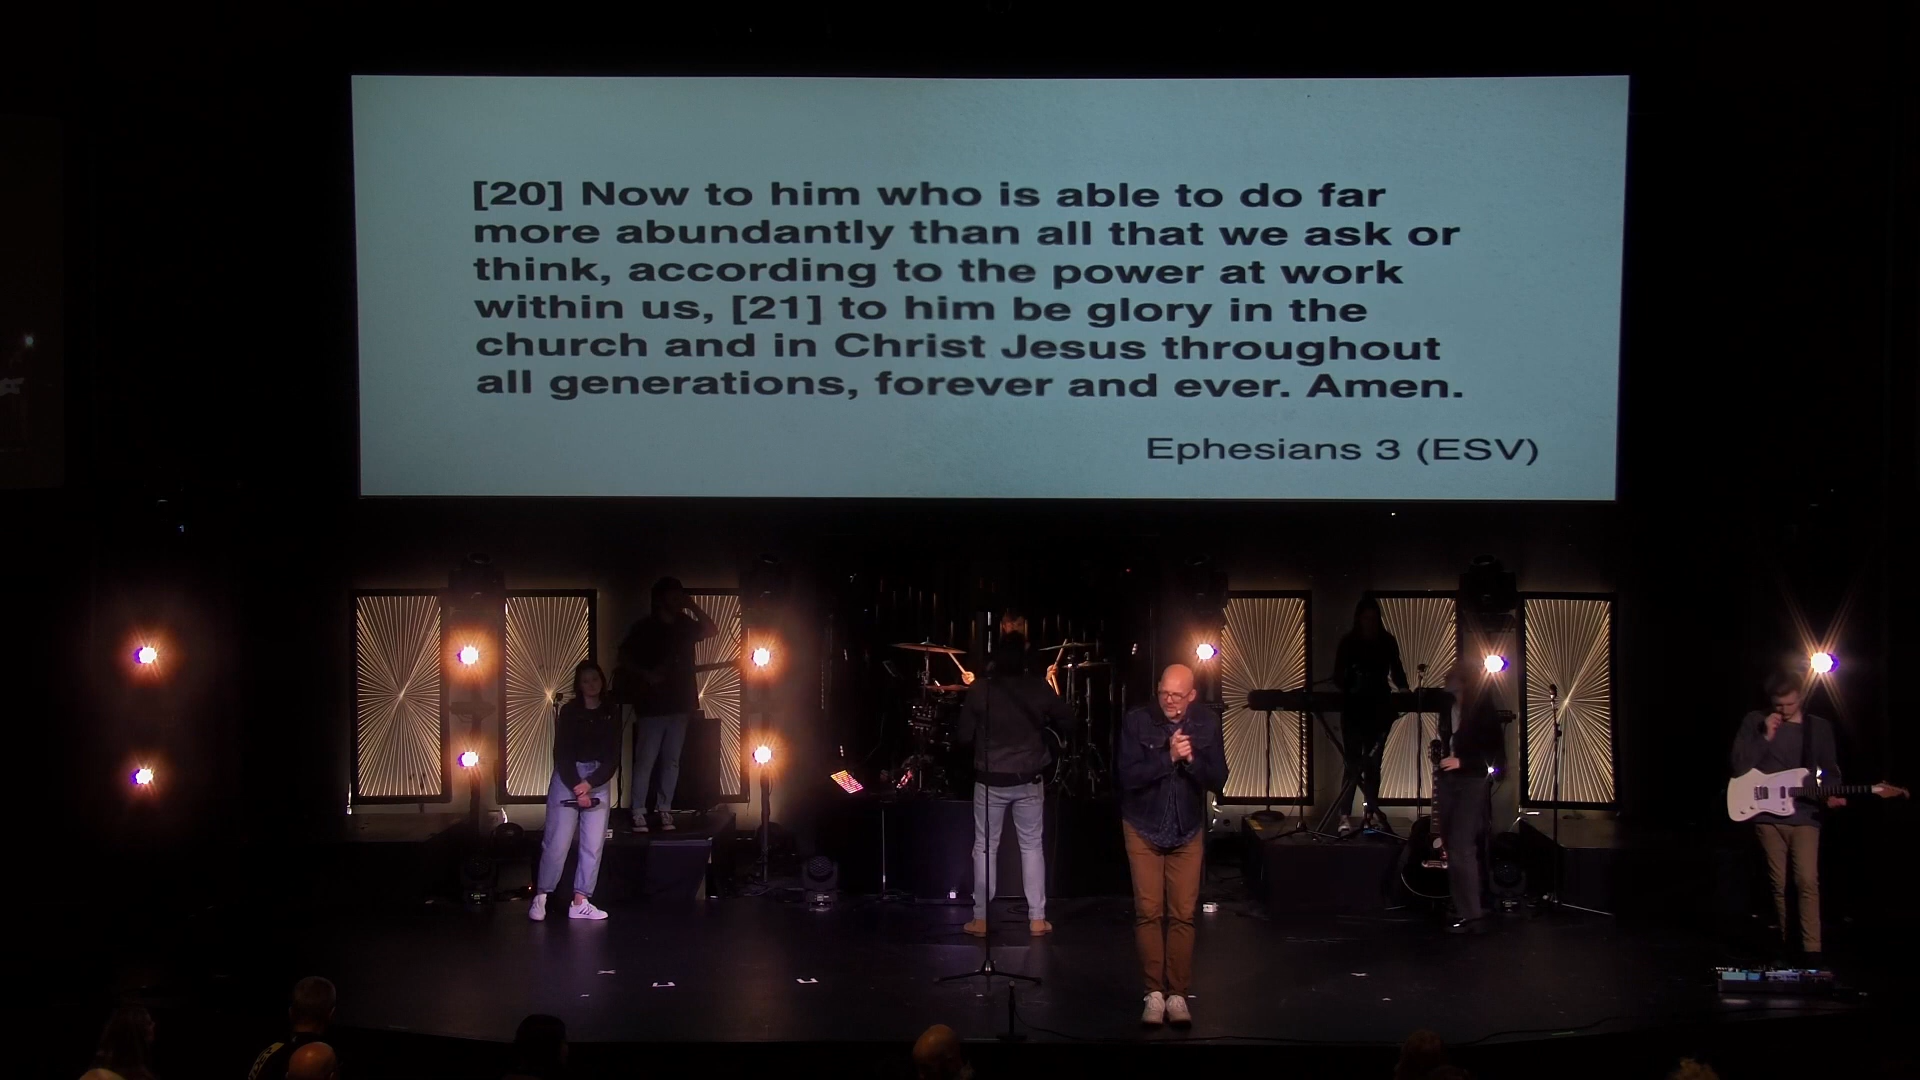 [20] Now to him who is able to do far
more abundantly than all that we ask or
think, according to the power at work
within us, [21] to him be glory in the
church and in Christ Jesus throughout
all generations, forever and ever. Amen.
Ephesians 3 (ESV)